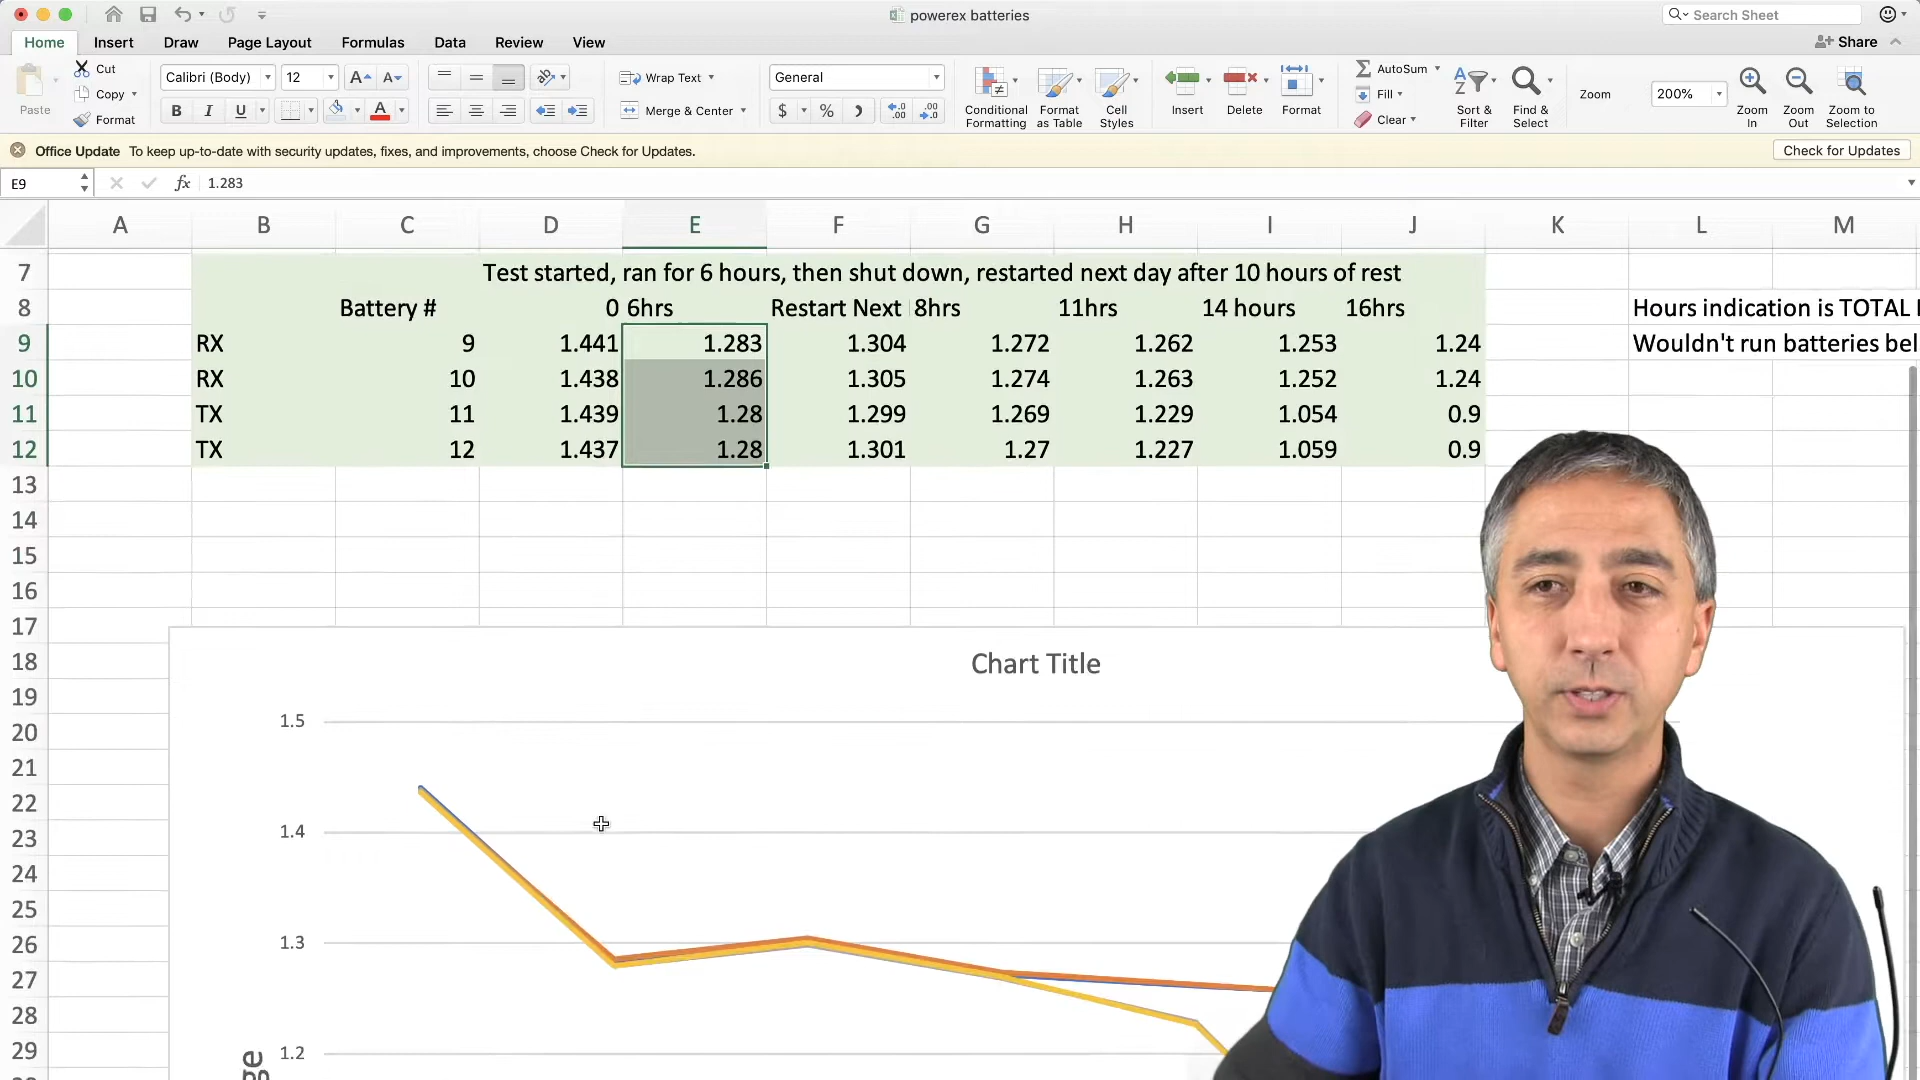 powerex batteries
Search Sheet
Home Insert Draw Page Layout Formulas Data Review View
Share
Paste
Cut
Copy
Format
Calibri (Body) 12
B I U
Wrap Text
Merge & Center
General
$ %
Conditional Formatting
Format as Table
Cell Styles
Insert
Delete
Format
AutoSum
Fill
Clear
Sort & Filter
Find & Select
Zoom
200%
Zoom In
Zoom Out
Zoom to Selection
Office Update To keep up-to-date with security updates, fixes, and improvements, choose Check for Updates.
Check for Updates
E9 fx 1.283
A B C D E F G H I J K L M
7 Test started, ran for 6 hours, then shut down, restarted next day after 10 hours of rest
8 Battery # 0 6hrs Restart Next 8hrs 11hrs 14 hours 16hrs Hours indication is TOTAL
9 RX 9 1.441 1.283 1.304 1.272 1.262 1.253 1.24 Wouldn't run batteries bel
10 RX 10 1.438 1.286 1.305 1.274 1.263 1.252 1.24
11 TX 11 1.439 1.28 1.299 1.269 1.229 1.054 0.9
12 TX 12 1.437 1.28 1.301 1.27 1.227 1.059 0.9
13
14
15
16
17
18
19
20
21
22
23
24
25
26
27
28
29
Chart Title
1.5
1.4
1.3
1.2
ge